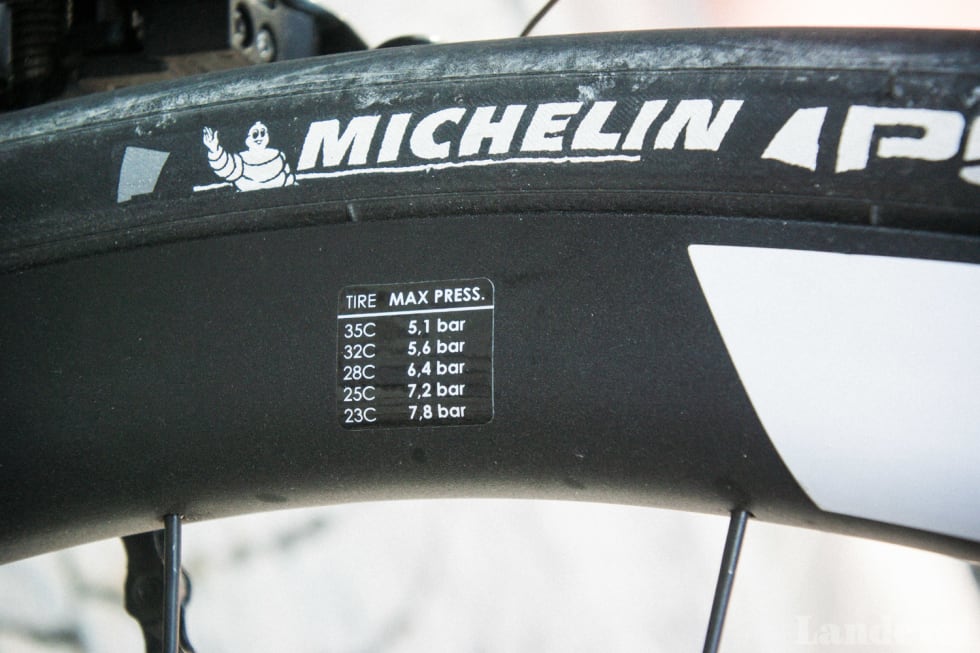 MICHELIN
TIRE MAX PRESS.
35C 5,1 bar
32C 5,6 bar
28C 6,4 bar
25C 7,2 bar
23C 7,8 bar